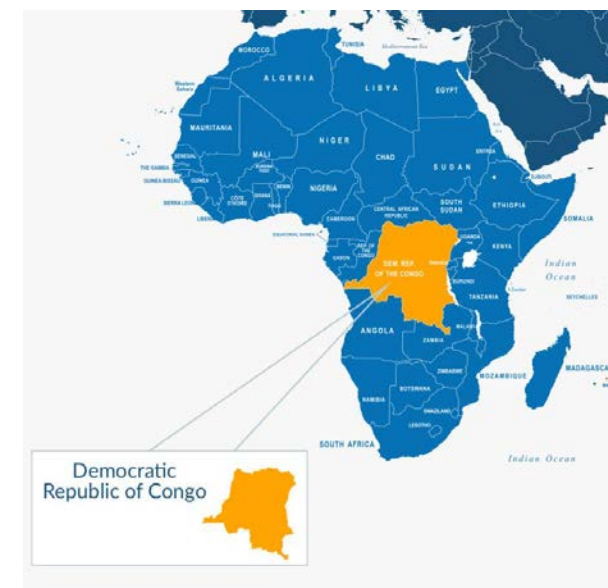 MOROCCO
TUNISIA
Mediterranean Sea
ALGERIA
LIBYA
EGYPT
Western
Sahara
MAURITANIA
MALI
NIGER
CHAD
SUDAN
ERITREA
DJIBOUTI
SENEGAL
THE GAMBIA
GUINEA-BISSAU
GUINEA
SIERRA LEONE
LIBERIA
CÔTE
D'IVOIRE
BURKINA
FASO
GHANA
TOGO
BENIN
NIGERIA
CAMEROON
CENTRAL AFRICAN
REPUBLIC
SOUTH
SUDAN
ETHIOPIA
SOMALIA
EQUATORIAL GUINEA
GABON
REP. OF
THE
CONGO
DEM. REP.
OF THE CONGO
UGANDA
KENYA
BURUNDI
TANZANIA
Indian
Ocean
SEYCHELLES
ANGOLA
ZAMBIA
MALAWI
ZIMBABWE
MOZAMBIQUE
MADAGASCAR
NAMIBIA
BOTSWANA
SWAZILAND
LESOTHO
SOUTH AFRICA
Indian Ocean
Democratic
Republic of Congo